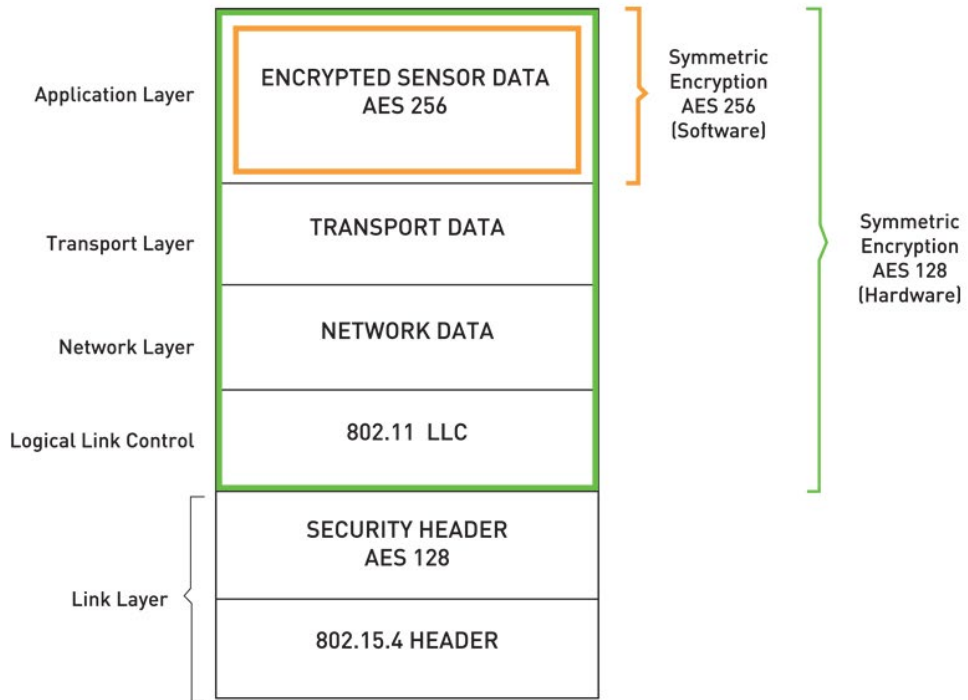 Application Layer
ENCRYPTED SENSOR DATA
AES 256
Symmetric
Encryption
AES 256
(Software)
Transport Layer
TRANSPORT DATA
Symmetric
Encryption
AES 128
(Hardware)
Network Layer
NETWORK DATA
Logical Link Control
802.11 LLC
Link Layer
SECURITY HEADER
AES 128
802.15.4 HEADER